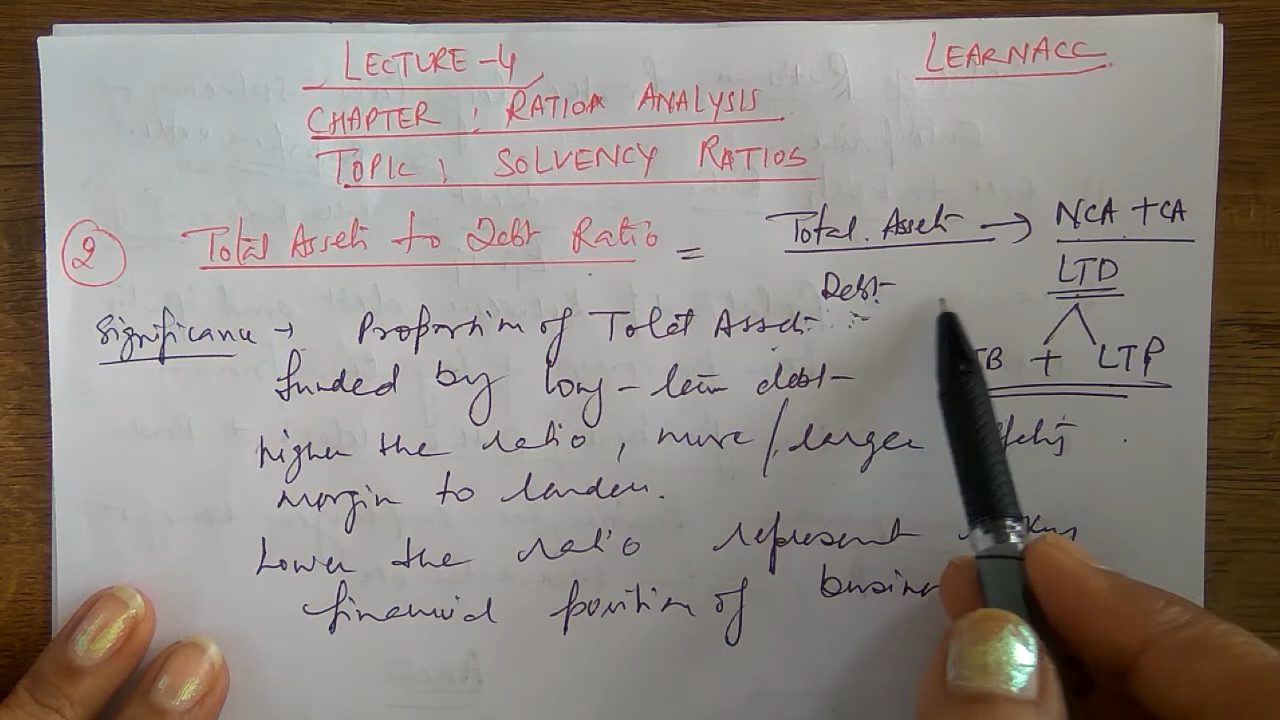 LECTURE - 4
LEARNACC
CHAPTER : RATIOR ANALYSIS
TOPIC : SOLVENCY RATIOS
2 Total Assets to Debt Ratio = Total Assets → NCA + CA
Debt LTD
Significance → Proportion of Total Assets
LTP
funded by long-term debt
higher the ratio, more/larger
margin to lenders.
Lower the ratio represent
financial position of